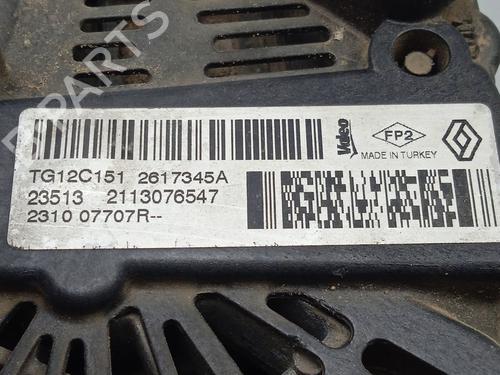 B-PARTS
Valeo
FP2
MADE IN TURKEY
TG12C151 2617345A
23513 2113076547
2310 07707R--